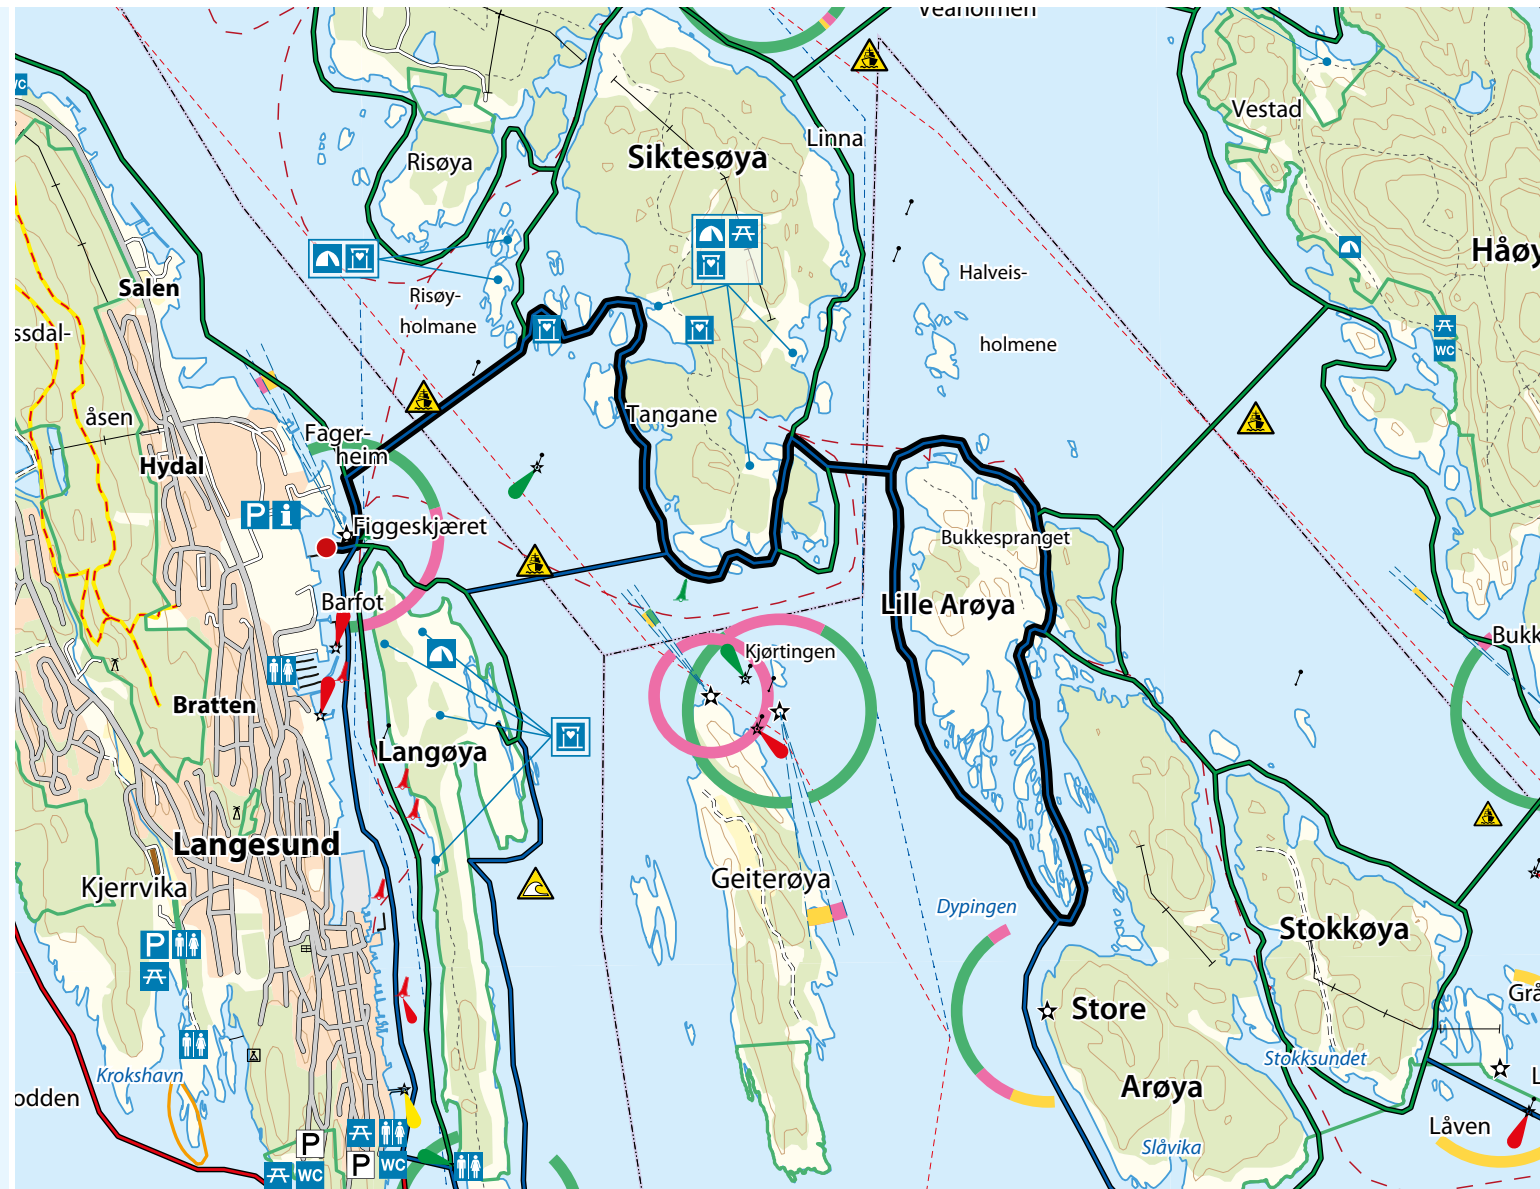 Veaholmen
WC
Vestad
Linna
Siktesøya
Risøya
Håøy
Halveis-
holmene
Salen
Risøy-
holmane
ssdal-
WC
åsen
Tangane
Fager-
heim
Hydal
P i
Figgeskjæret
Bukkespranget
Barfot
Lille Arøya
Bukk
Kjørtingen
Bratten
Langøya
Langesund
Kjerrvika
Geiterøya
Dypingen
Stokkøya
P
Grå
Store
Stokksundet
Krokshavn
L
Arøya
odden
Låven
P
Slåvika
P WC
WC